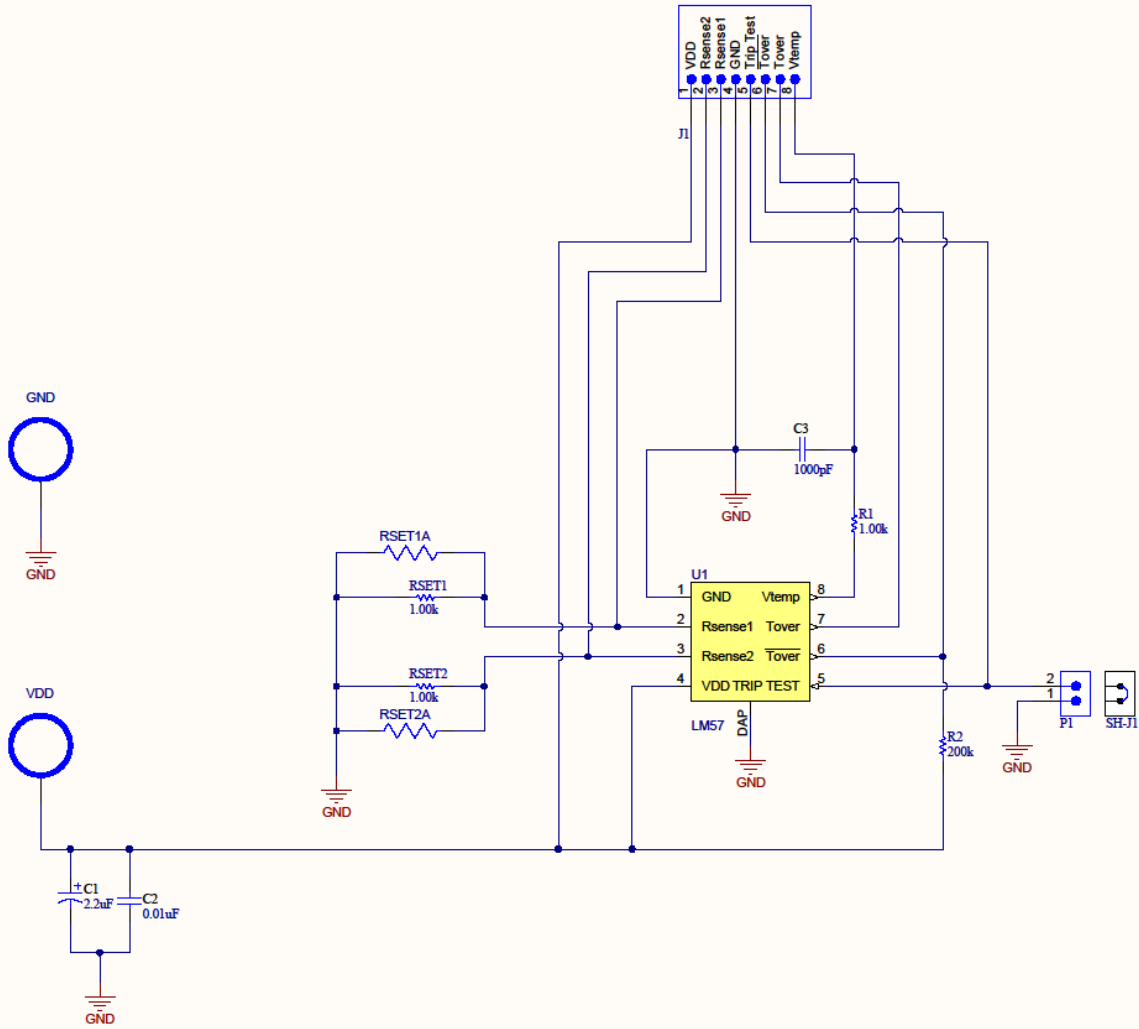 VDD
Rsense2
Rsense1
GND
Trip Test
Tover
Tover
Vtemp
1
2
3
4
5
6
7
8
J1
GND
GND
C3
1000pF
GND
R1
1.00k
RSET1A
RSET1
1.00k
RSET2
1.00k
RSET2A
GND
U1
1 GND Vtemp 8
2 Rsense1 Tover 7
3 Rsense2 Tover 6
4 VDD TRIP TEST 5
LM57
DAP
GND
2
1
P1
SH-J1
GND
R2
200k
VDD
+
C1
2.2uF
C2
0.01uF
GND